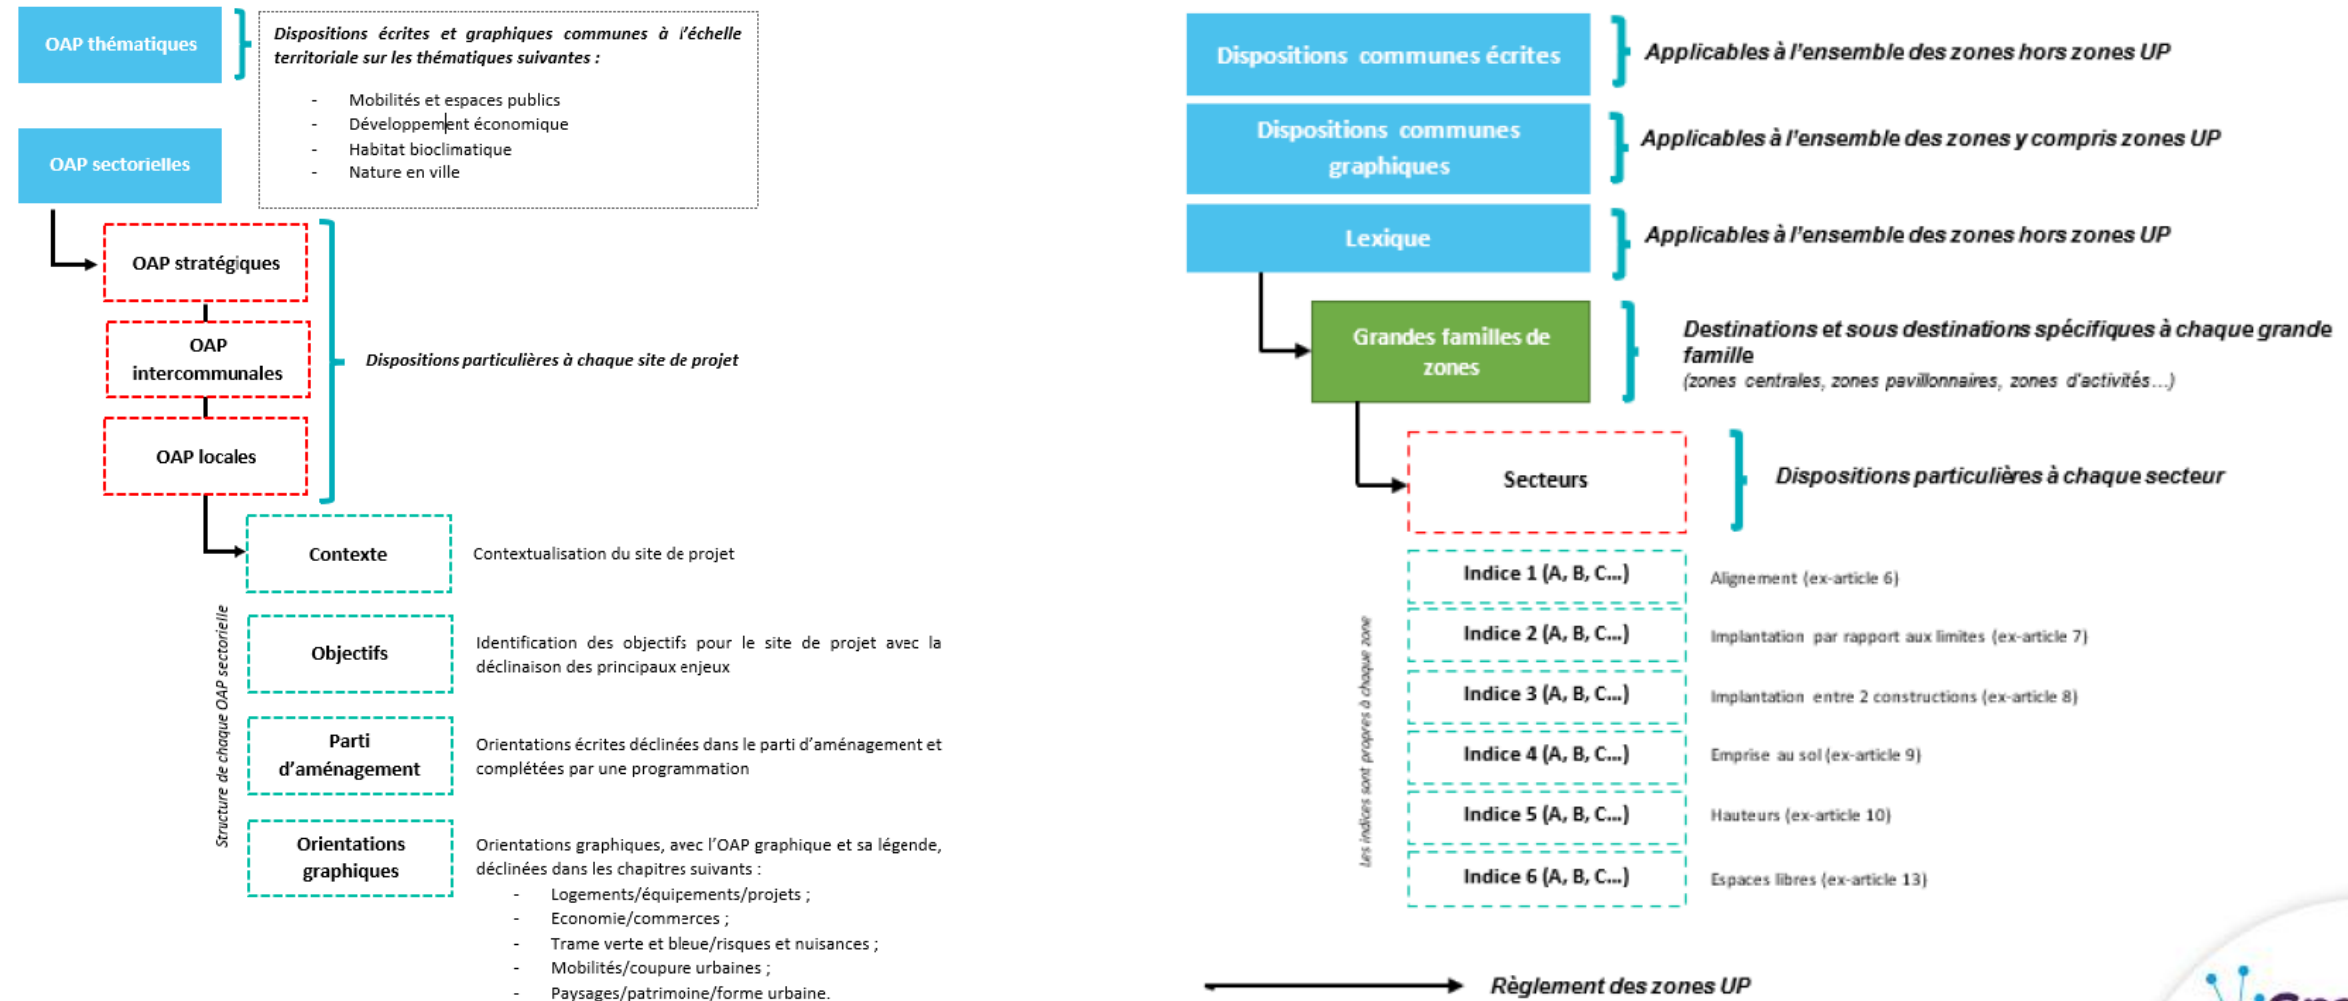 OAP thématiques
Dispositions écrites et graphiques communes à l'échelle
territoriale sur les thématiques suivantes :
- Mobilités et espaces publics
- Développement économique
- Habitat bioclimatique
- Nature en ville
OAP sectorielles
OAP stratégiques
OAP
intercommunales
OAP locales
Dispositions particulières à chaque site de projet
Structure de chaque OAP sectorielle
Contexte
Contextualisation du site de projet
Objectifs
Identification des objectifs pour le site de projet avec la
déclinaison des principaux enjeux
Parti
d'aménagement
Orientations écrites déclinées dans le parti d'aménagement et
complétées par une programmation
Orientations
graphiques
Orientations graphiques, avec l'OAP graphique et sa légende,
déclinées dans les chapitres suivants :
- Logements/équipements/projets ;
- Economie/commerces ;
- Trame verte et bleue/risques et nuisances ;
- Mobilités/coupure urbaines ;
- Paysages/patrimoine/forme urbaine.
Dispositions communes écrites
Applicables à l'ensemble des zones hors zones UP
Dispositions communes
graphiques
Applicables à l'ensemble des zones y compris zones UP
Lexique
Applicables à l'ensemble des zones hors zones UP
Grandes familles de
zones
Destinations et sous destinations spécifiques à chaque grande
famille
(zones centrales, zones pavillonnaires, zones d'activités...)
Secteurs
Dispositions particulières à chaque secteur
Les indices sont propres à chaque zone
Indice 1 (A, B, C...)
Alignement (ex-article 6)
Indice 2 (A, B, C...)
Implantation par rapport aux limites (ex-article 7)
Indice 3 (A, B, C...)
Implantation entre 2 constructions (ex-article 8)
Indice 4 (A, B, C...)
Emprise au sol (ex-article 9)
Indice 5 (A, B, C...)
Hauteurs (ex-article 10)
Indice 6 (A, B, C...)
Espaces libres (ex-article 13)
Règlement des zones UP